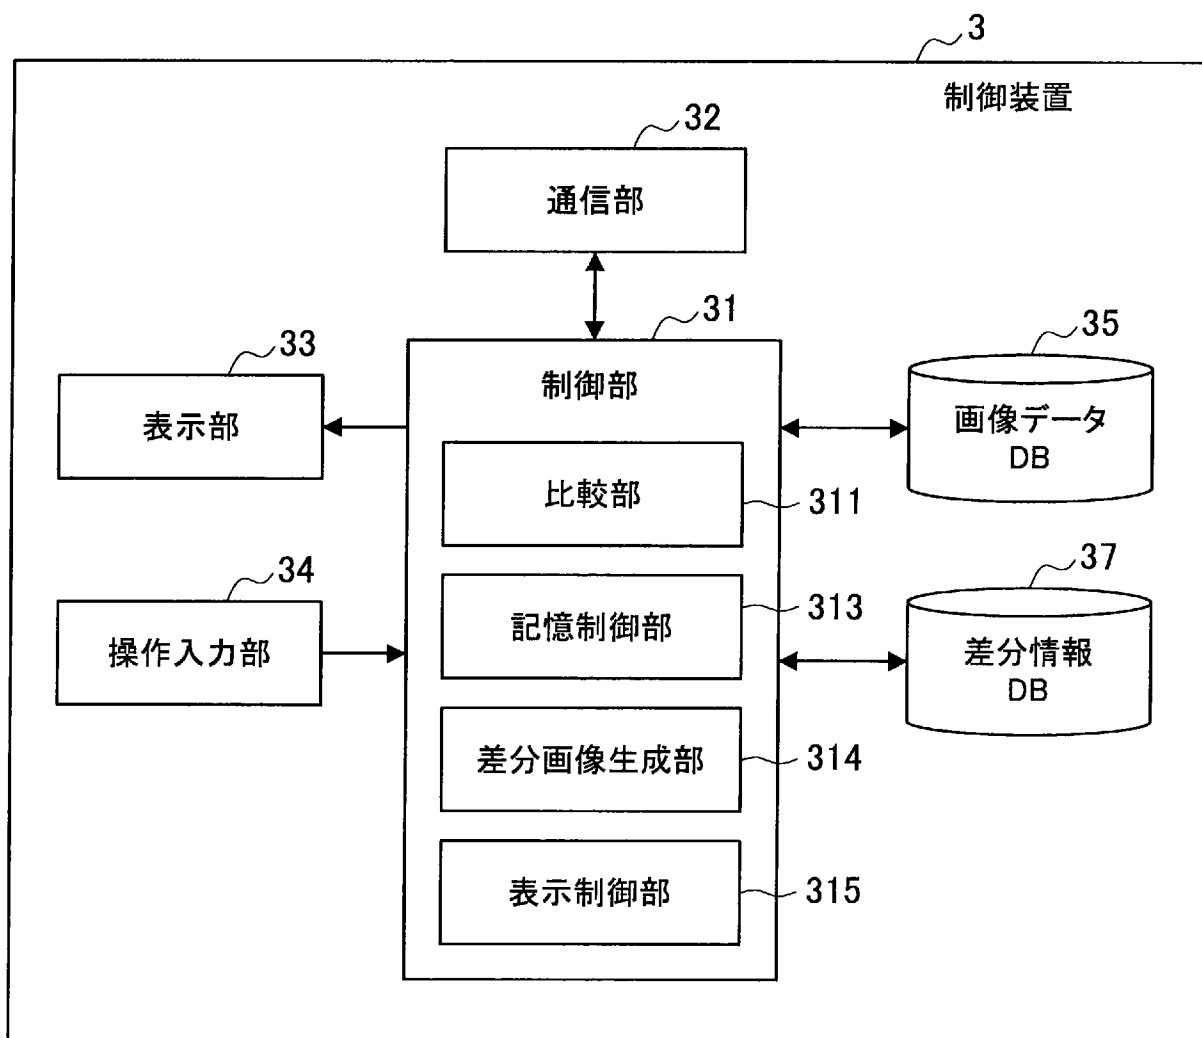 3
制御装置
32
通信部
31
制御部
33
表示部
35
画像データ
DB
比較部
311
34
操作入力部
記憶制御部
313
37
差分情報
DB
差分画像生成部
314
表示制御部
315